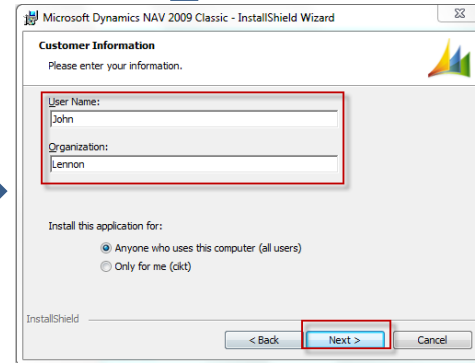 Microsoft Dynamics NAV 2009 Classic - InstallShield Wizard
Customer Information
Please enter your information.
User Name:
John
Organization:
Lennon
Install this application for:
Anyone who uses this computer (all users)
Only for me (cikt)
InstallShield
< Back Next > Cancel